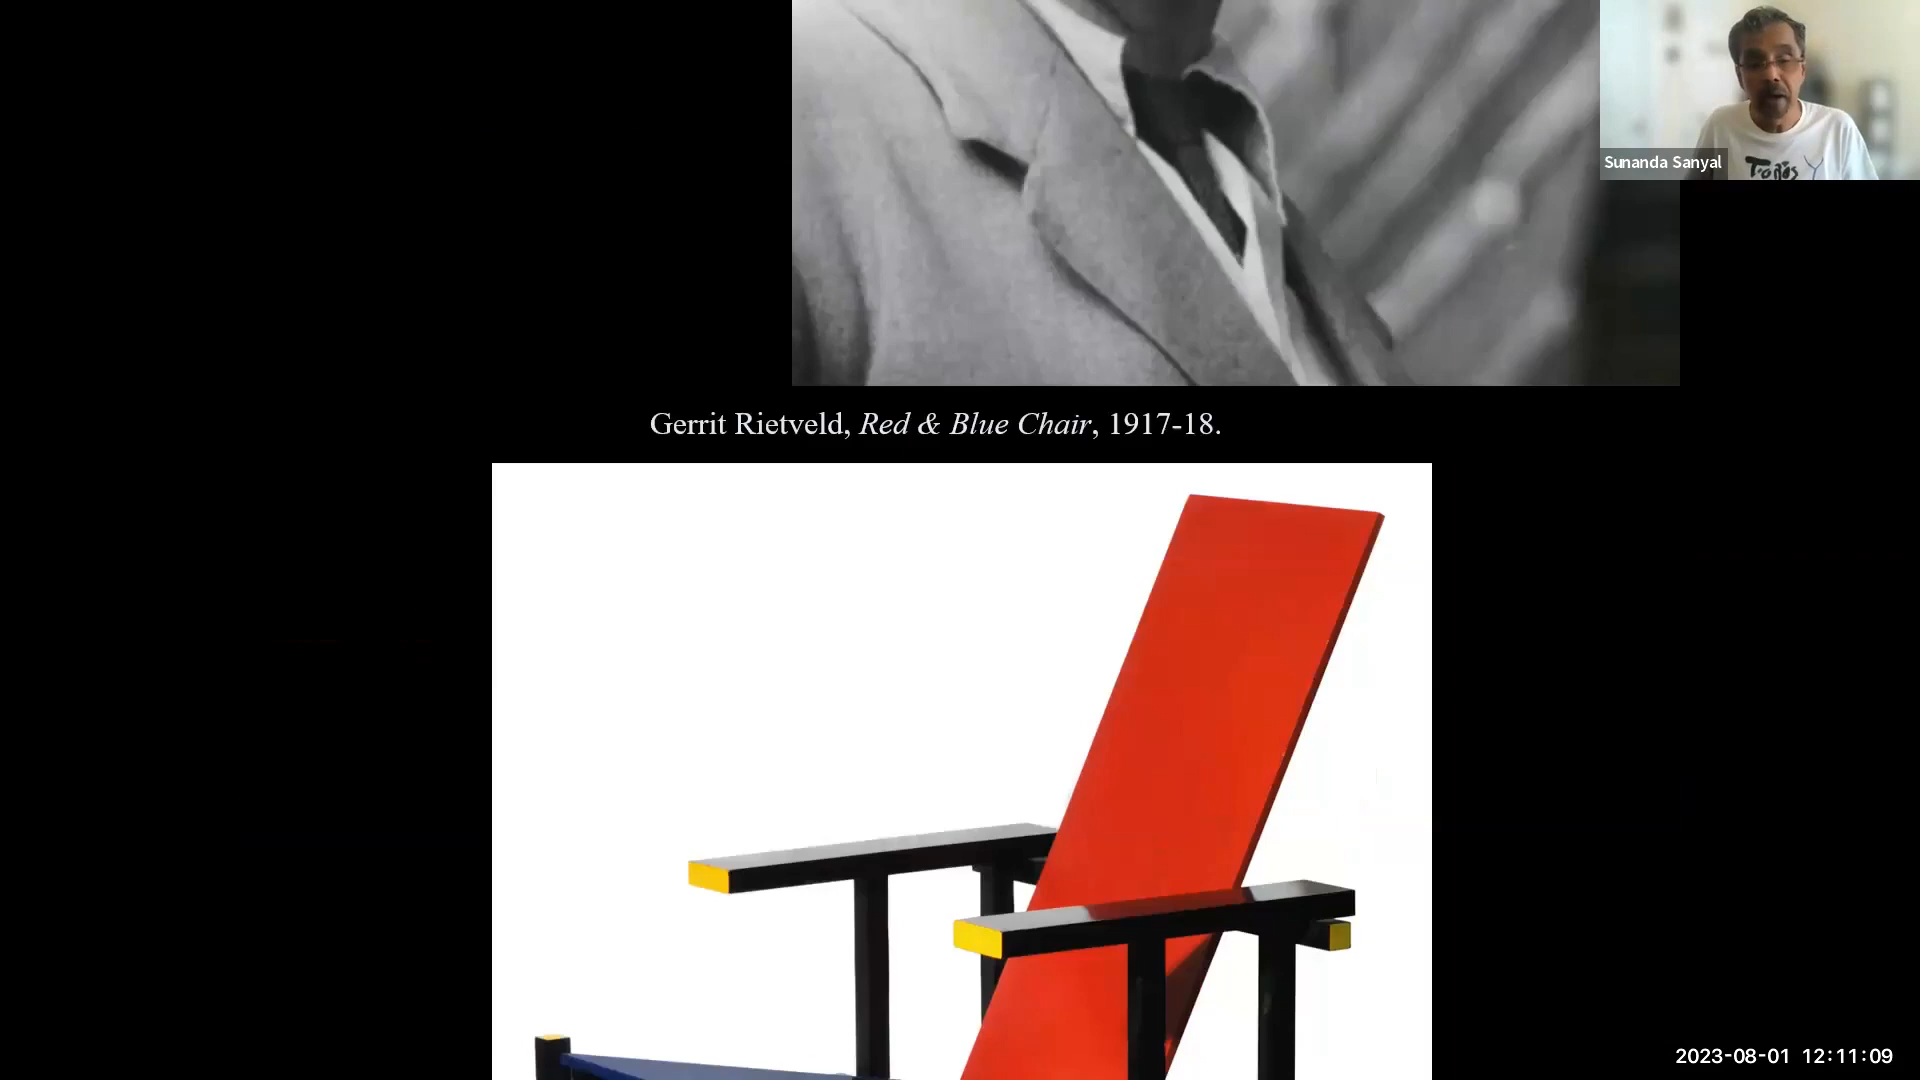 Sunanda Sanyal
Gerrit Rietveld, Red & Blue Chair, 1917-18.
2023-08-01 12:11:09